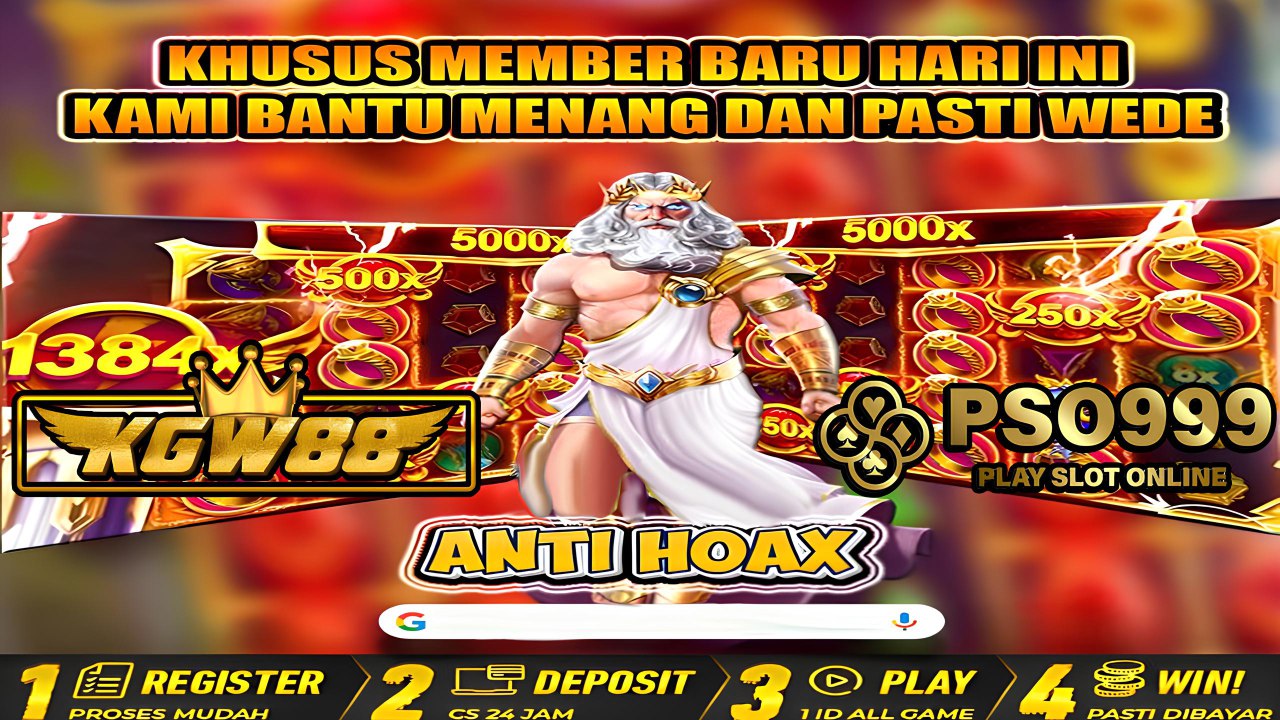 KHUSUS MEMBER BARU HARI INI
KAMI BANTU MENANG DAN PASTI WEDE
5000x
5000x
500x
250x
1384x
8x
50x
KGW88
PSO999
PLAY SLOT ONLINE
ANTI HOAX
1 REGISTER
PROSES MUDAH
2 DEPOSIT
CS 24 JAM
3 PLAY
1 ID ALL GAME
4 WIN!
PASTI DIBAYAR